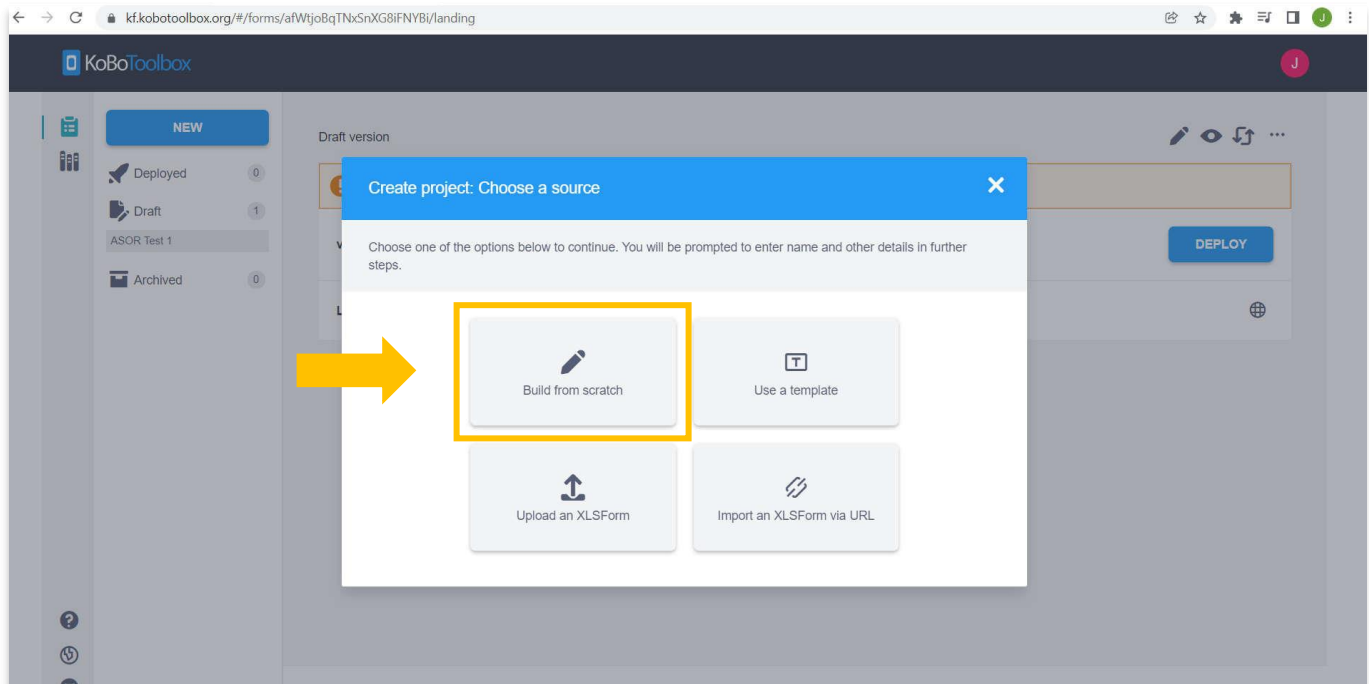 kf.kobotoolbox.org/#/forms/afWtjoBqTNxSnXG8iFNYBi/landing
J
KoBoToolbox
J
NEW
Draft version
Deployed 0
Draft 1
ASOR Test 1
Archived 0
Create project: Choose a source
Choose one of the options below to continue. You will be prompted to enter name and other details in further
steps.
DEPLOY
Build from scratch
T
Use a template
Upload an XLSForm
Import an XLSForm via URL